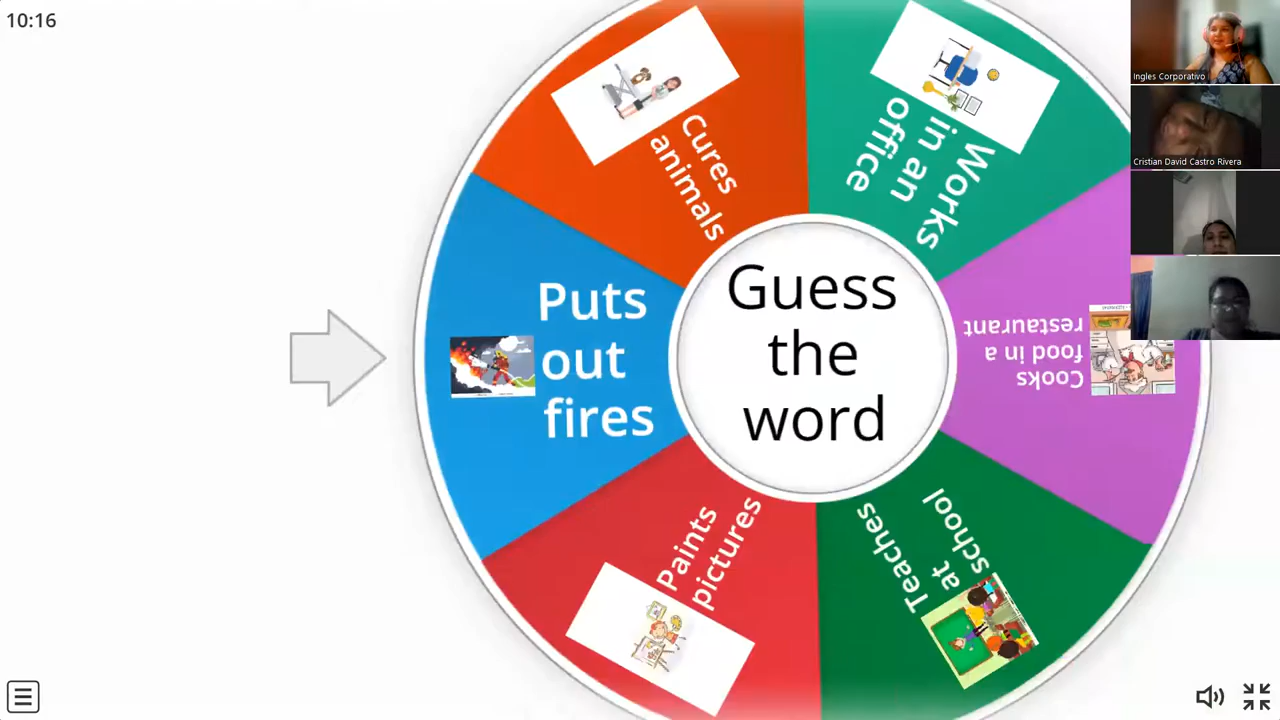 10:16
Cures
animals
Works
in an
office
Ingles Corporativo
Cristian David Castro Rivera
Puts
out
fires
Guess
the
word
Cooks
food in a
restaurant
Paints
pictures
Teaches
at
school